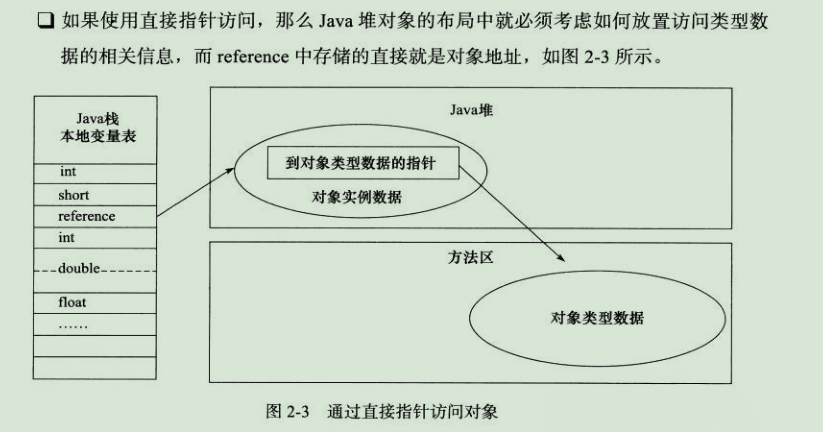 ❑ 如果使用直接指针访问，那么 Java 堆对象的布局中就必须考虑如何放置访问类型数
据的相关信息，而 reference 中存储的直接就是对象地址，如图 2-3 所示。
Java栈
本地变量表
int
short
reference
int
double
float
……
Java堆
到对象类型数据的指针
对象实例数据
方法区
对象类型数据
图 2-3 通过直接指针访问对象